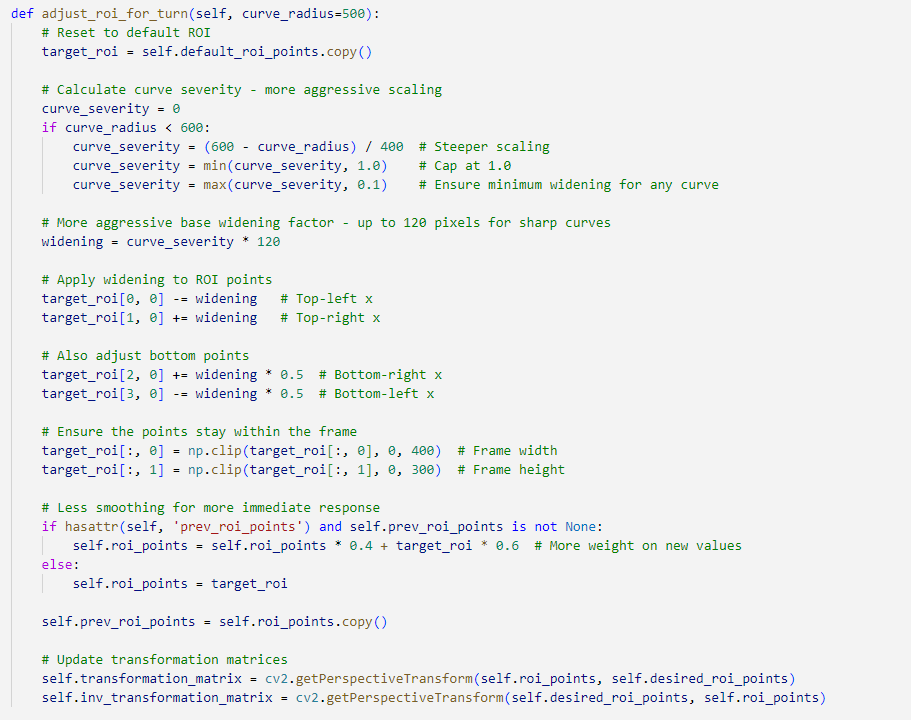 def adjust_roi_for_turn(self, curve_radius=500):
    # Reset to default ROI
    target_roi = self.default_roi_points.copy()

    # Calculate curve severity - more aggressive scaling
    curve_severity = 0
    if curve_radius < 600:
        curve_severity = (600 - curve_radius) / 400  # Steeper scaling
        curve_severity = min(curve_severity, 1.0)    # Cap at 1.0
        curve_severity = max(curve_severity, 0.1)    # Ensure minimum widening for any curve

    # More aggressive base widening factor - up to 120 pixels for sharp curves
    widening = curve_severity * 120

    # Apply widening to ROI points
    target_roi[0, 0] -= widening   # Top-left x
    target_roi[1, 0] += widening   # Top-right x

    # Also adjust bottom points
    target_roi[2, 0] += widening * 0.5  # Bottom-right x
    target_roi[3, 0] -= widening * 0.5  # Bottom-left x

    # Ensure the points stay within the frame
    target_roi[:, 0] = np.clip(target_roi[:, 0], 0, 400)  # Frame width
    target_roi[:, 1] = np.clip(target_roi[:, 1], 0, 300)  # Frame height

    # Less smoothing for more immediate response
    if hasattr(self, 'prev_roi_points') and self.prev_roi_points is not None:
        self.roi_points = self.roi_points * 0.4 + target_roi * 0.6  # More weight on new values
    else:
        self.roi_points = target_roi

    self.prev_roi_points = self.roi_points.copy()

    # Update transformation matrices
    self.transformation_matrix = cv2.getPerspectiveTransform(self.roi_points, self.desired_roi_points)
    self.inv_transformation_matrix = cv2.getPerspectiveTransform(self.desired_roi_points, self.roi_points)